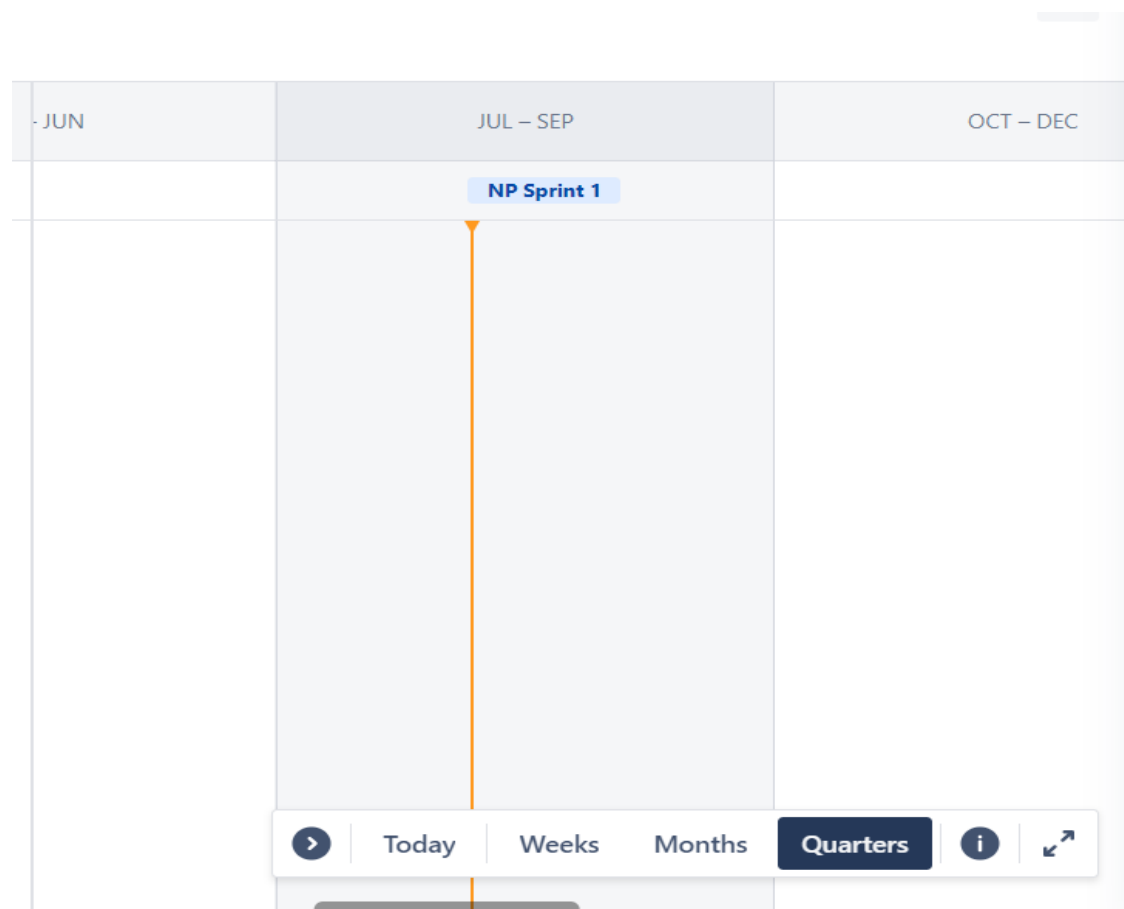 - JUN
JUL – SEP
OCT – DEC
NP Sprint 1
Today
Weeks
Months
Quarters
i